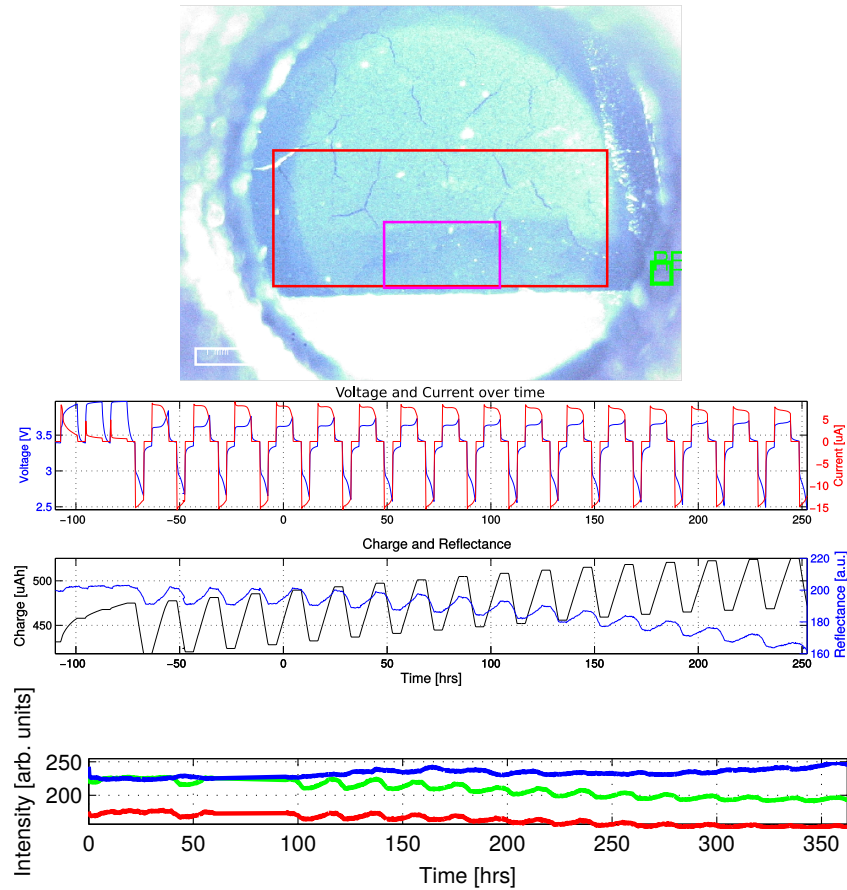 1 mm
Voltage and Current over time
Voltage [V]
3.5
3
2.5
Current [uA]
5
0
−5
−10
−15
−100 −50 0 50 100 150 200 250
Charge and Reflectance
Charge [uAh]
500
450
Reflectance [a.u.]
220
200
180
160
−100 −50 0 50 100 150 200 250
Time [hrs]
Intensity [arb. units]
250
200
0 50 100 150 200 250 300 350
Time [hrs]